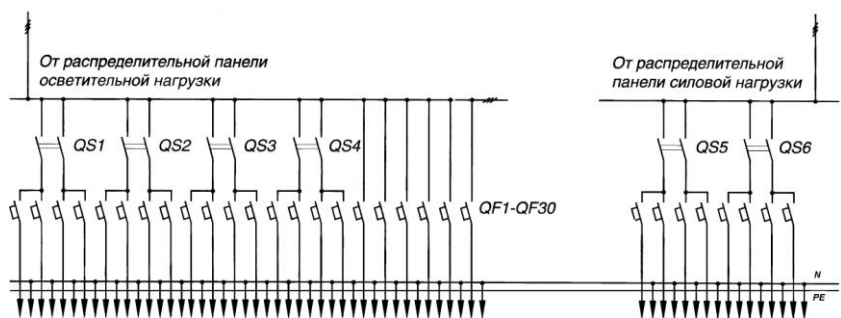 От распределительной панели
осветительной нагрузки
От распределительной
панели силовой нагрузки
QS1
QS2
QS3
QS4
QS5
QS6
QF1-QF30
N
PE